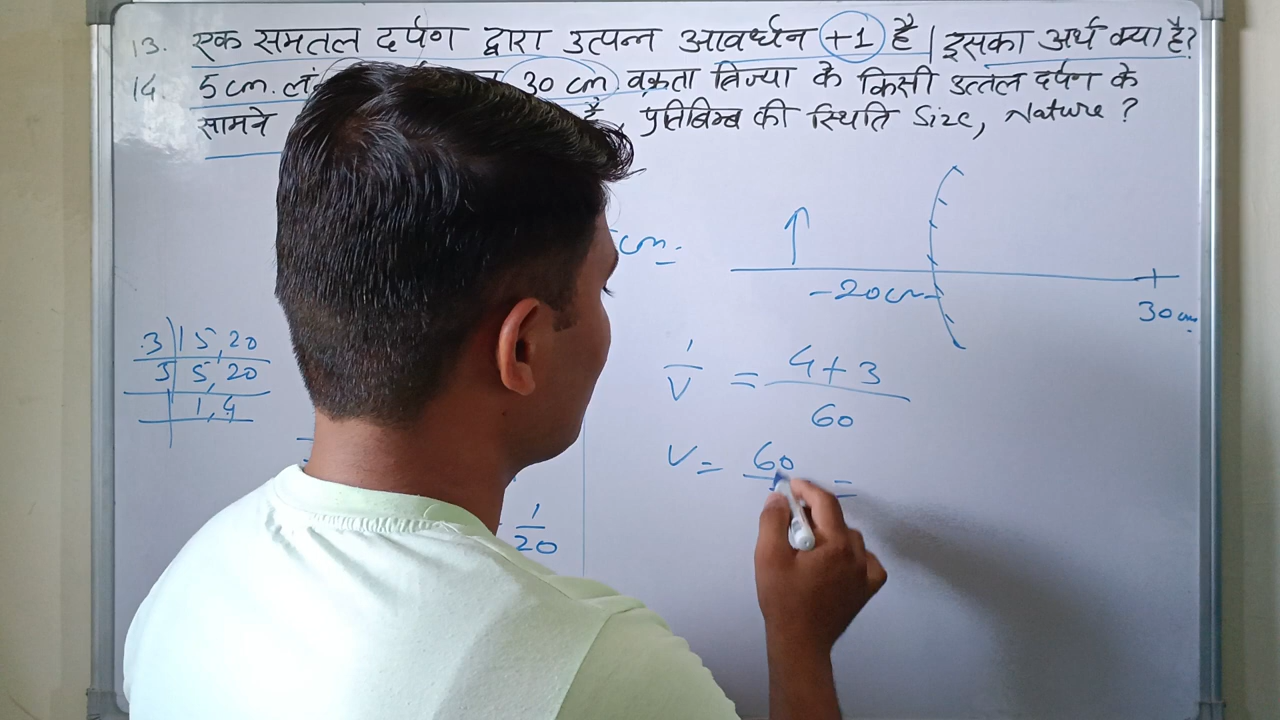 13. एक समतल दर्पण द्वारा उत्पन्न आवर्धन +1 है | इसका अर्थ क्या है?
14. 5 cm. लं 30 cm वक्रता त्रिज्या के किसी उत्तल दर्पण के
सामने है, प्रतिबिम्ब की स्थिति Size, Nature ?
cm.
-20cm
30 cm
3 | 15, 20
5 | 5, 20
1, 4
1/V = 4+3/60
V = 60/ =
1/20